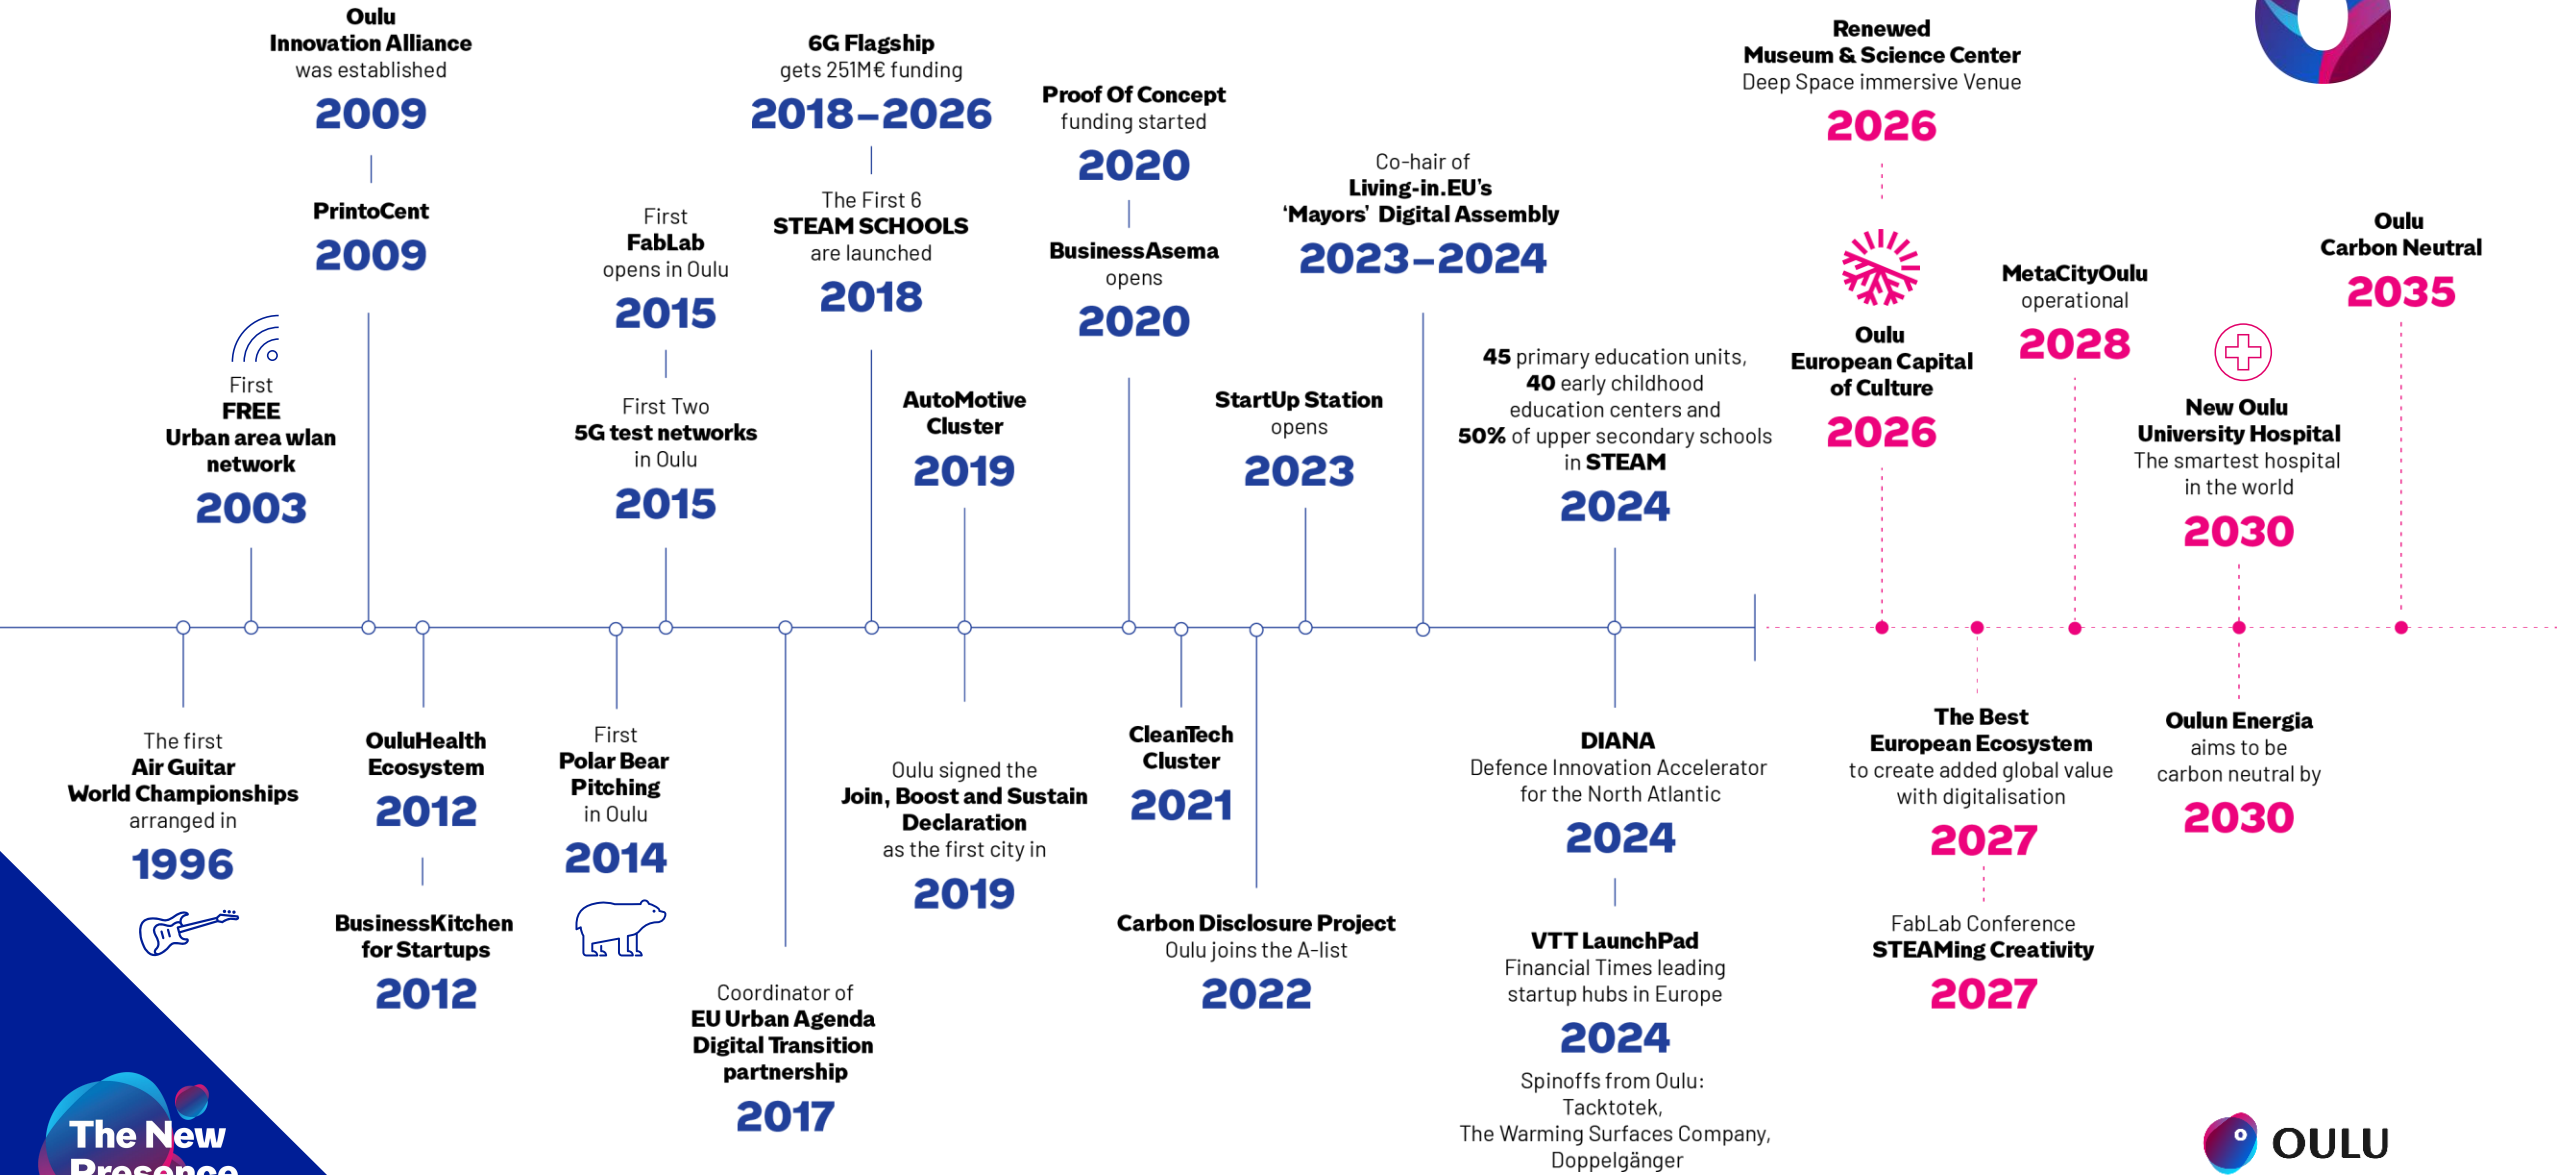 Oulu
Innovation Alliance
was established
2009
PrintoCent
2009
First
FREE
Urban area wlan
network
2003
First
FabLab
opens in Oulu
2015
First Two
5G test networks
in Oulu
2015
6G Flagship
gets 251M€ funding
2018–2026
The First 6
STEAM SCHOOLS
are launched
2018
AutoMotive
Cluster
2019
Proof Of Concept
funding started
2020
BusinessAsema
opens
2020
StartUp Station
opens
2023
Co-hair of
Living-in.EU's
‘Mayors’ Digital Assembly
2023–2024
45 primary education units,
40 early childhood
education centers and
50% of upper secondary schools
in STEAM
2024
Renewed
Museum & Science Center
Deep Space immersive Venue
2026
Oulu
European Capital
of Culture
2026
MetaCityOulu
operational
2028
New Oulu
University Hospital
The smartest hospital
in the world
2030
Oulu
Carbon Neutral
2035
The first
Air Guitar
World Championships
arranged in
1996
OuluHealth
Ecosystem
2012
BusinessKitchen
for Startups
2012
First
Polar Bear
Pitching
in Oulu
2014
Coordinator of
EU Urban Agenda
Digital Transition
partnership
2017
Oulu signed the
Join, Boost and Sustain
Declaration
as the first city in
2019
CleanTech
Cluster
2021
Carbon Disclosure Project
Oulu joins the A-list
2022
DIANA
Defence Innovation Accelerator
for the North Atlantic
2024
VTT LaunchPad
Financial Times leading
startup hubs in Europe
2024
Spinoffs from Oulu:
Tacktotek,
The Warming Surfaces Company,
Doppelgänger
The Best
European Ecosystem
to create added global value
with digitalisation
2027
FabLab Conference
STEAMing Creativity
2027
Oulun Energia
aims to be
carbon neutral by
2030
The New
Presence
OULU